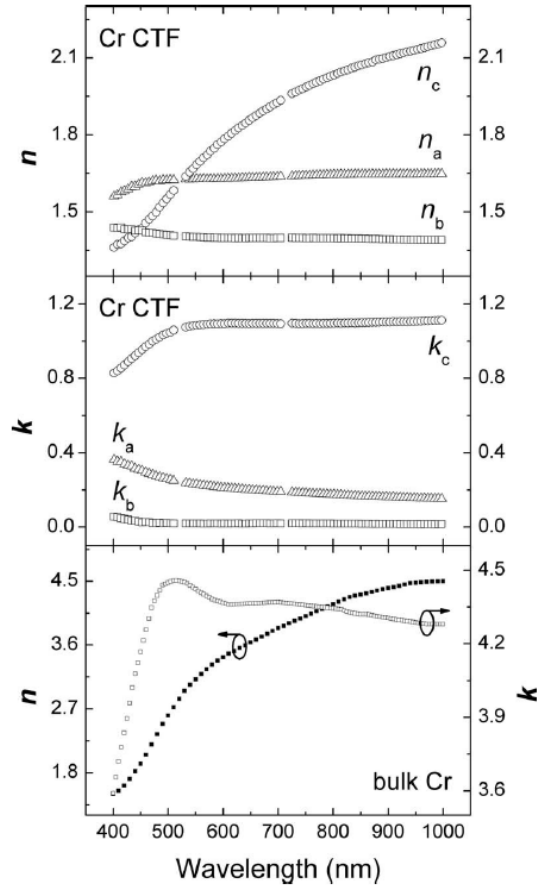 Cr CTF
2.1
2.1
n_c
1.8
1.8
n
n_a
1.5
1.5
n_b
Cr CTF
1.2
1.2
k_c
0.8
0.8
k
k_a
0.4
0.4
k_b
0.0
0.0
4.5
4.5
3.6
4.2
n
k
2.7
3.9
1.8
bulk Cr
3.6
400 500 600 700 800 900 1000
Wavelength (nm)